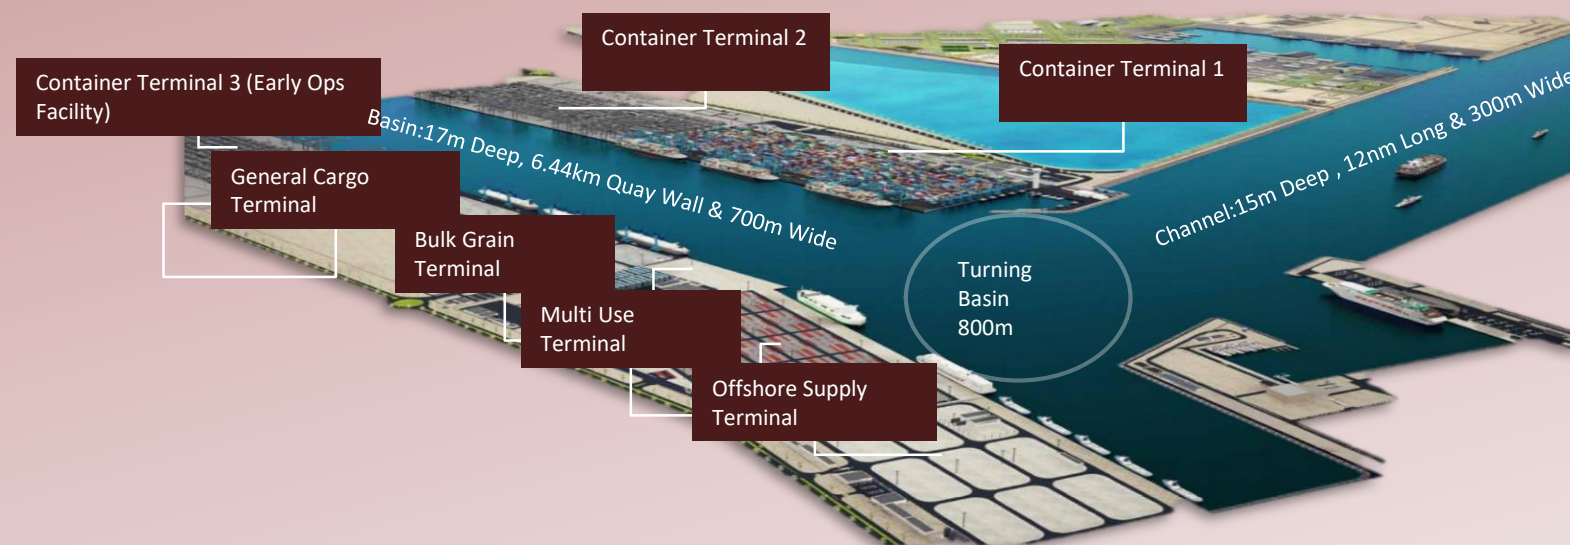 Container Terminal 2
Container Terminal 1
Container Terminal 3 (Early Ops
Facility)
Basin:17m Deep, 6.44km Quay Wall & 700m Wide
Channel:15m Deep , 12nm Long & 300m Wide
General Cargo
Terminal
Bulk Grain
Terminal
Turning
Basin
800m
Multi Use
Terminal
Offshore Supply
Terminal